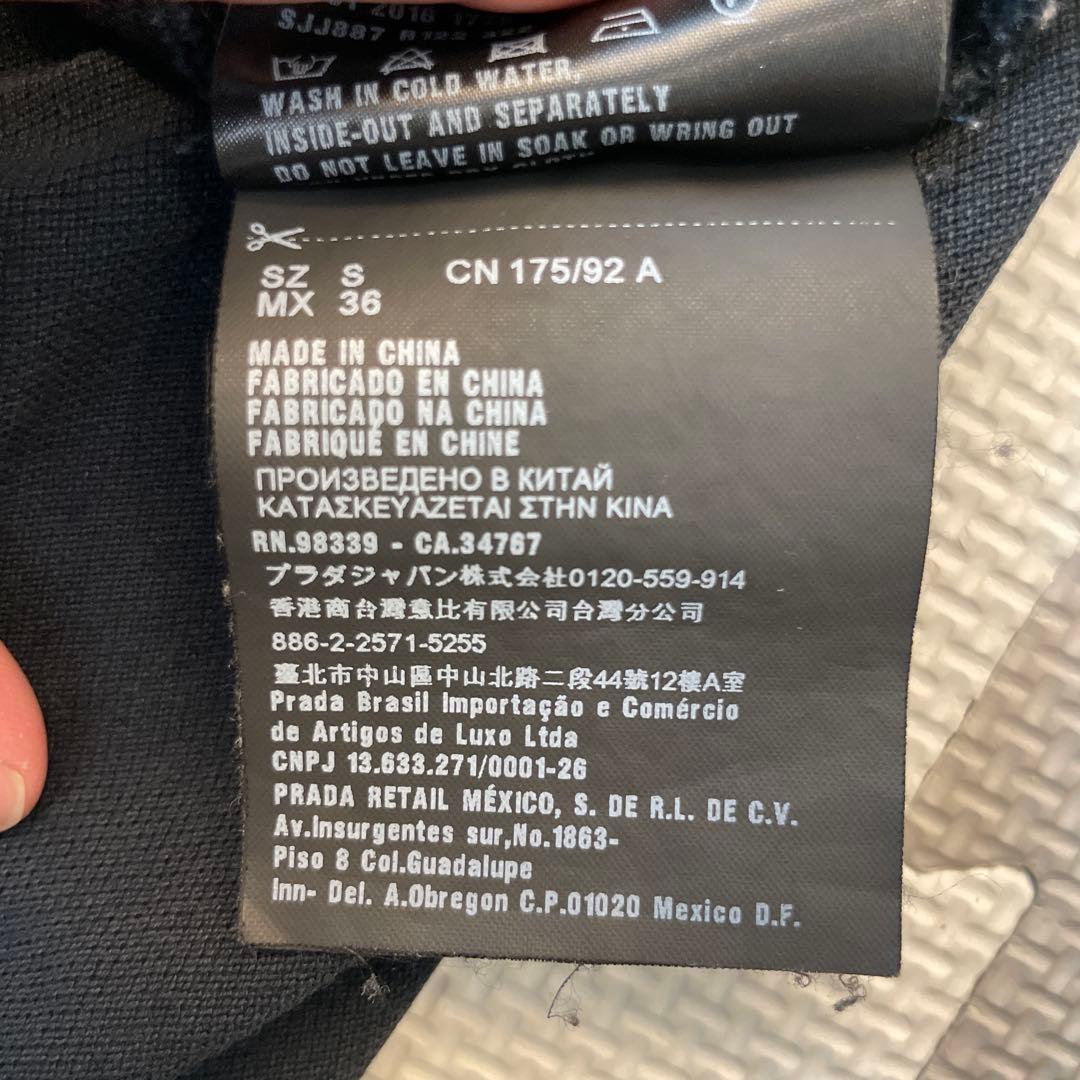 2016
SJJ887 R122
WASH IN COLD WATER,
INSIDE-OUT AND SEPARATELY
DO NOT LEAVE IN SOAK OR WRING OUT
SZ S CN 175/92 A
MX 36
MADE IN CHINA
FABRICADO EN CHINA
FABRICADO NA CHINA
FABRIQUÉ EN CHINE
ПРОИЗВЕДЕНО В КИТАЙ
ΚΑΤΑΣΚΕΥΑΖΕΤΑΙ ΣΤΗΝ ΚΙΝΑ
RN.98339 - CA.34767
プラダジャパン株式会社0120-559-914
香港商台灣意比有限公司台灣分公司
886-2-2571-5255
臺北市中山區中山北路二段44號12樓A室
Prada Brasil Importação e Comércio
de Artigos de Luxo Ltda
CNPJ 13.633.271/0001-26
PRADA RETAIL MÉXICO, S. DE R.L. DE C.V.
Av.Insurgentes sur,No.1863-
Piso 8 Col.Guadalupe
Inn- Del. A.Obregon C.P.01020 Mexico D.F.